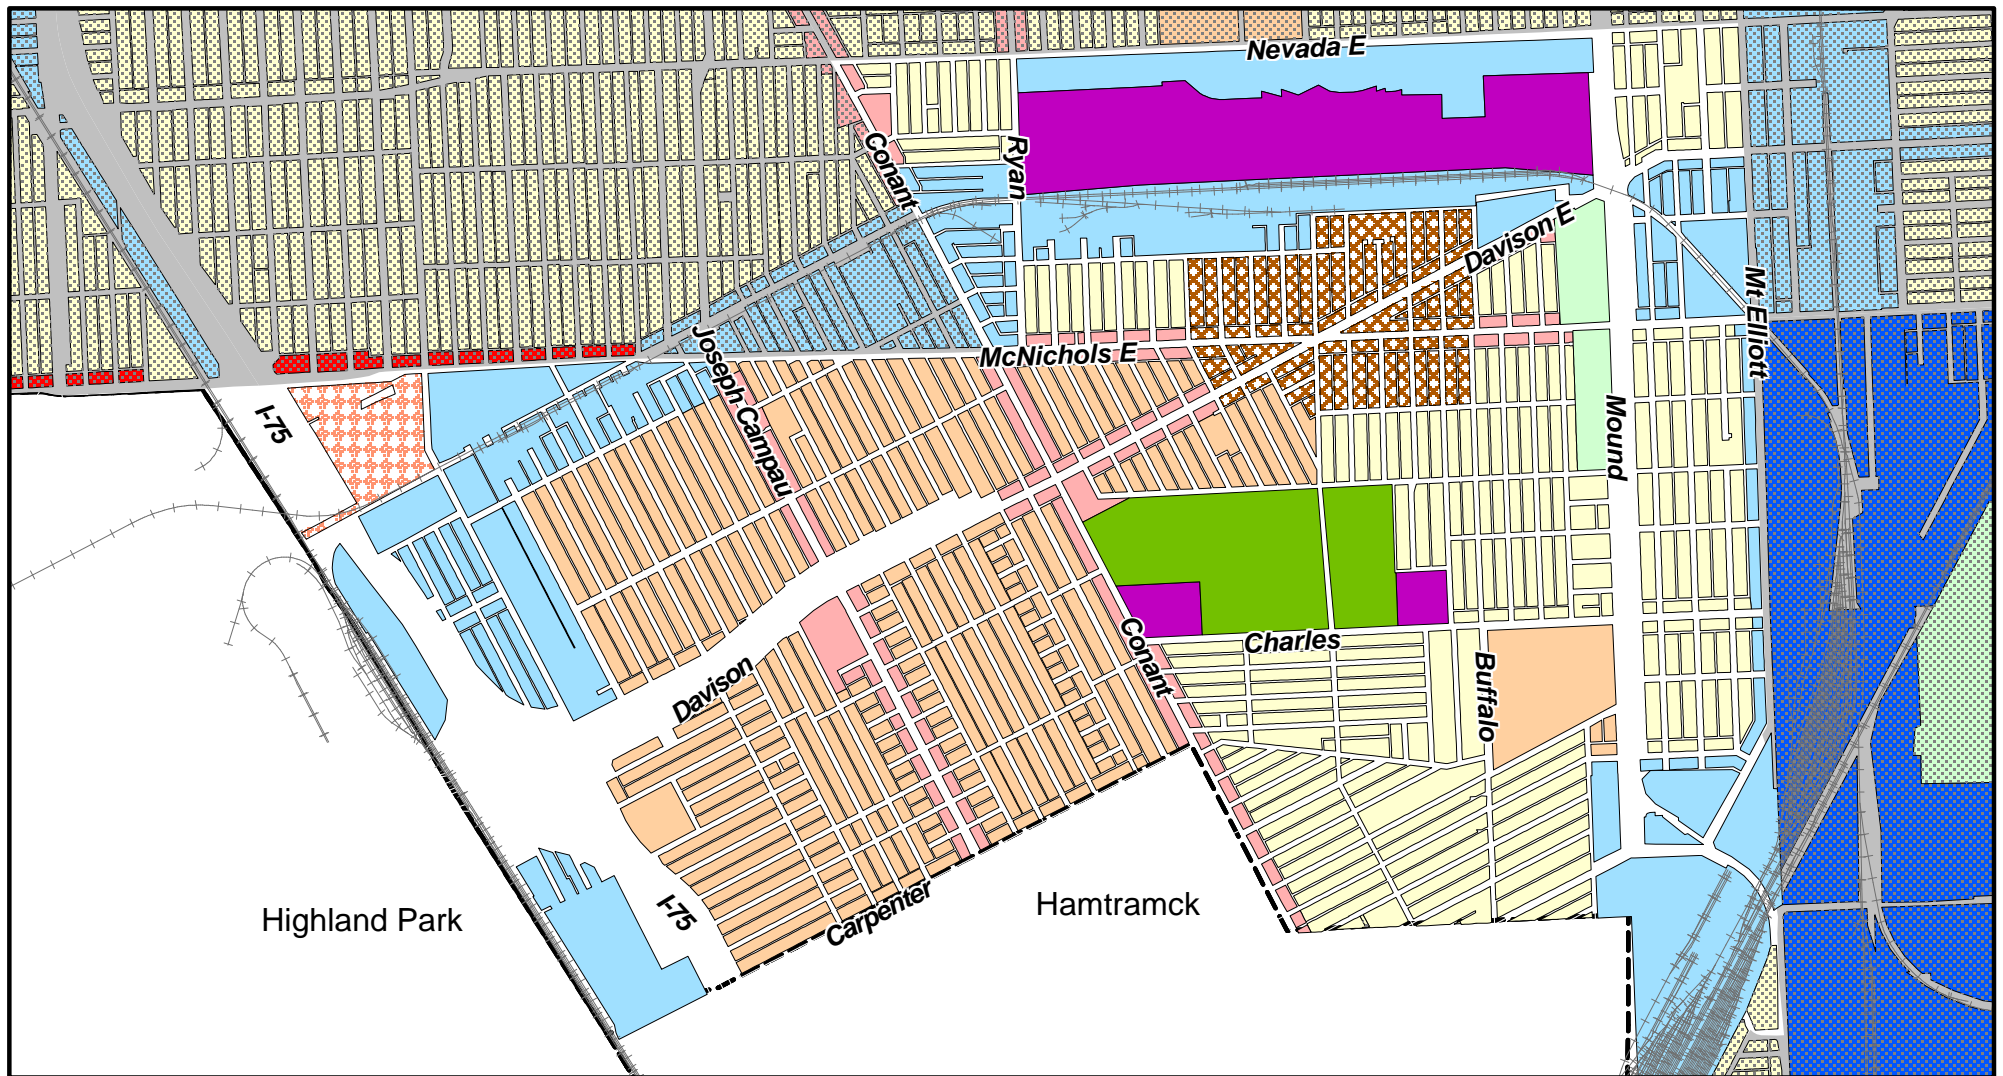 Nevada E
Conant
Ryan
Davison E
Mt Elliott
McNichols E
Joseph Campau
I-75
Mound
Charles
Conant
Buffalo
Davison
I-75
Carpenter
Highland Park
Hamtramck